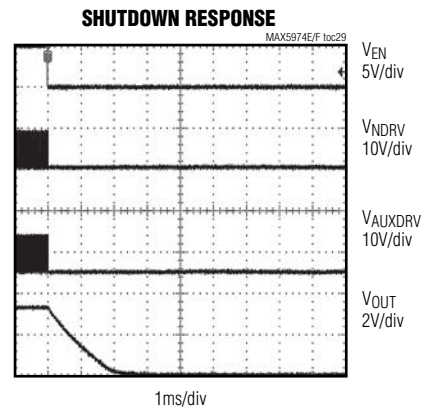 SHUTDOWN RESPONSE
MAX5974E/F toc29
VEN
5V/div
VNDRV
10V/div
VAUXDRV
10V/div
VOUT
2V/div
1ms/div